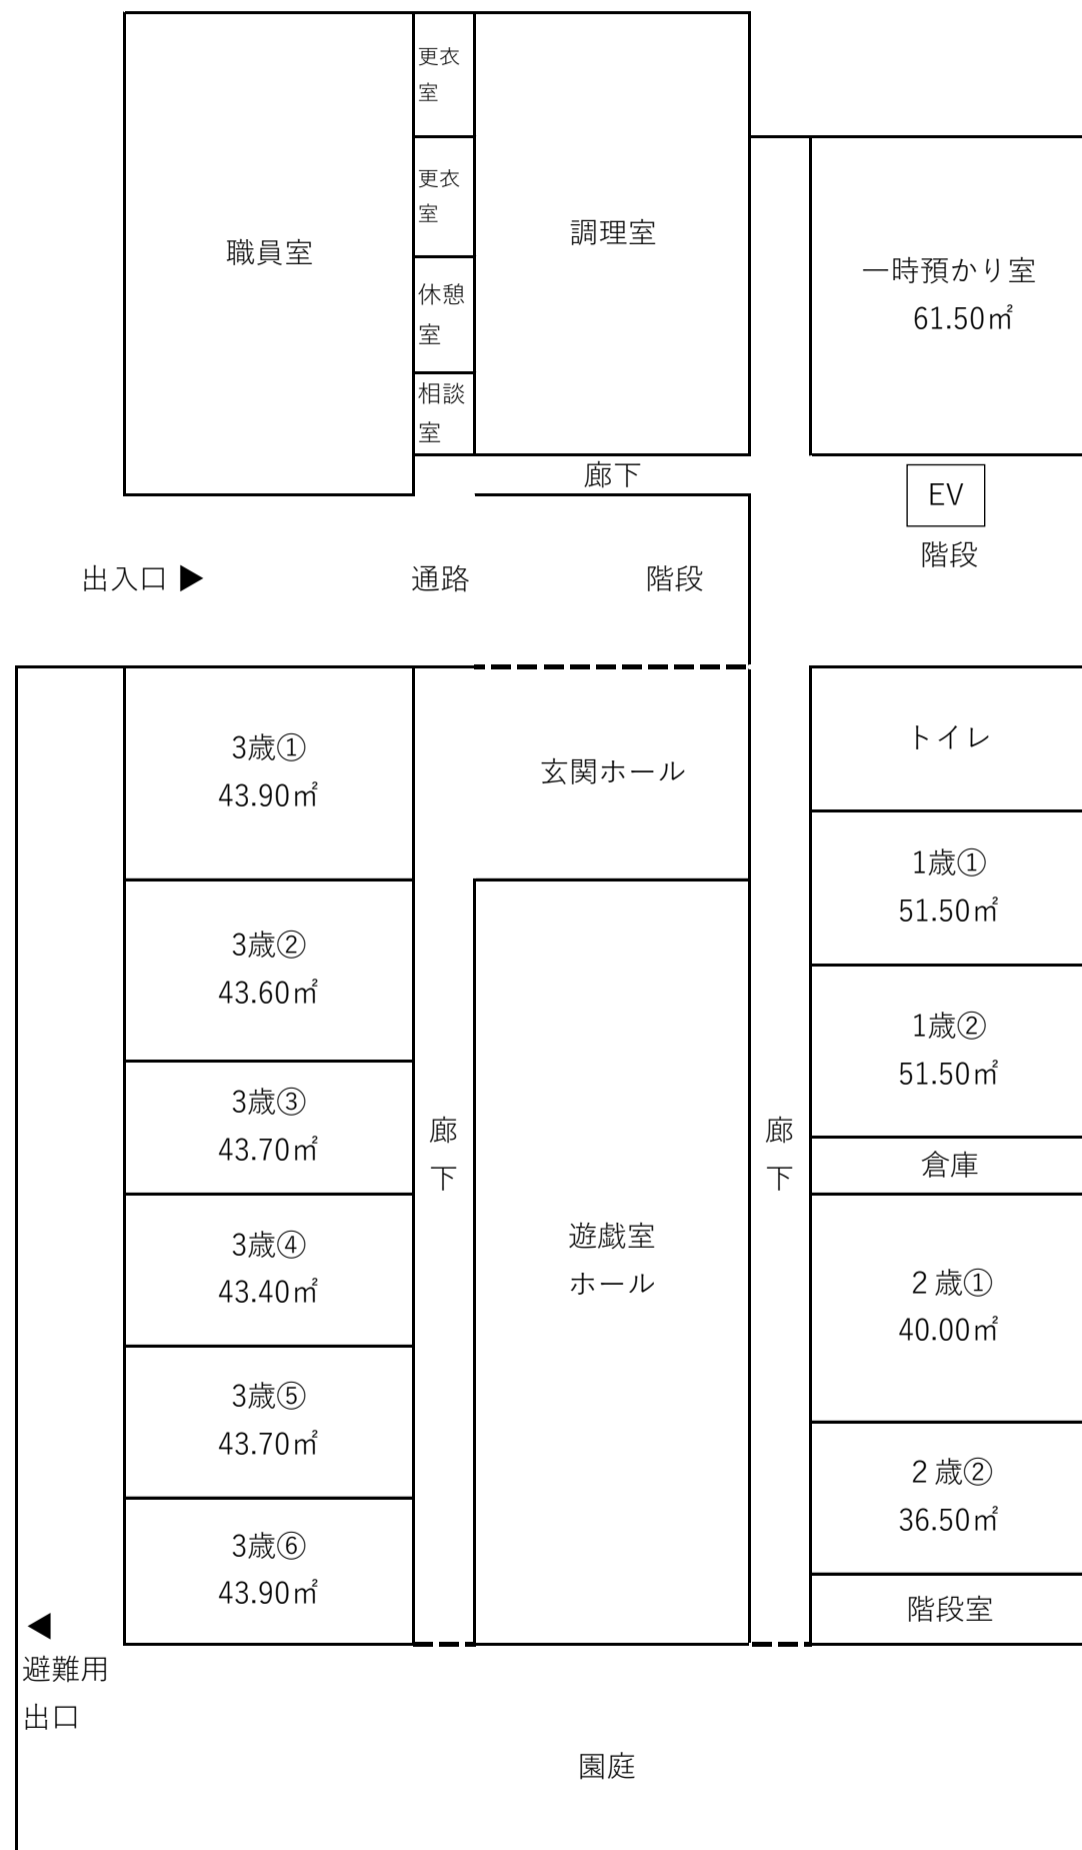 更衣
室
更衣
室
職員室
調理室
一時預かり室
61.50㎡
休憩
室
相談
室
廊下
EV
階段
出入口 ▶
通路
階段
3歳①
43.90㎡
玄関ホール
トイレ
1歳①
51.50㎡
3歳②
43.60㎡
1歳②
51.50㎡
3歳③
43.70㎡
廊
下
廊
下
倉庫
3歳④
43.40㎡
遊戯室
ホール
２歳①
40.00㎡
3歳⑤
43.70㎡
２歳②
36.50㎡
3歳⑥
43.90㎡
階段室
◀
避難用
出口
園庭